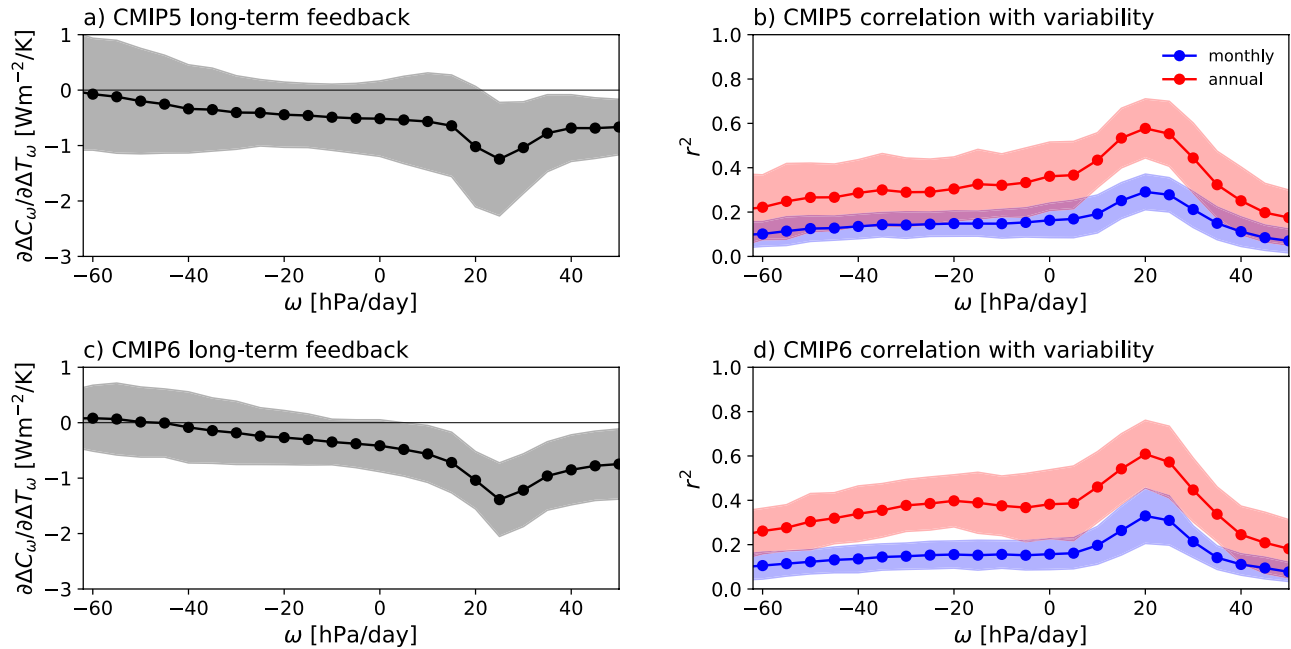 a) CMIP5 long-term feedback
∂ΔC_ω/∂ΔT_ω [Wm⁻²/K]
1
0
−1
−2
−3
−60 −40 −20 0 20 40
ω [hPa/day]
b) CMIP5 correlation with variability
r²
1.0
0.8
0.6
0.4
0.2
0.0
monthly
annual
−60 −40 −20 0 20 40
ω [hPa/day]
c) CMIP6 long-term feedback
∂ΔC_ω/∂ΔT_ω [Wm⁻²/K]
1
0
−1
−2
−3
−60 −40 −20 0 20 40
ω [hPa/day]
d) CMIP6 correlation with variability
r²
1.0
0.8
0.6
0.4
0.2
0.0
−60 −40 −20 0 20 40
ω [hPa/day]